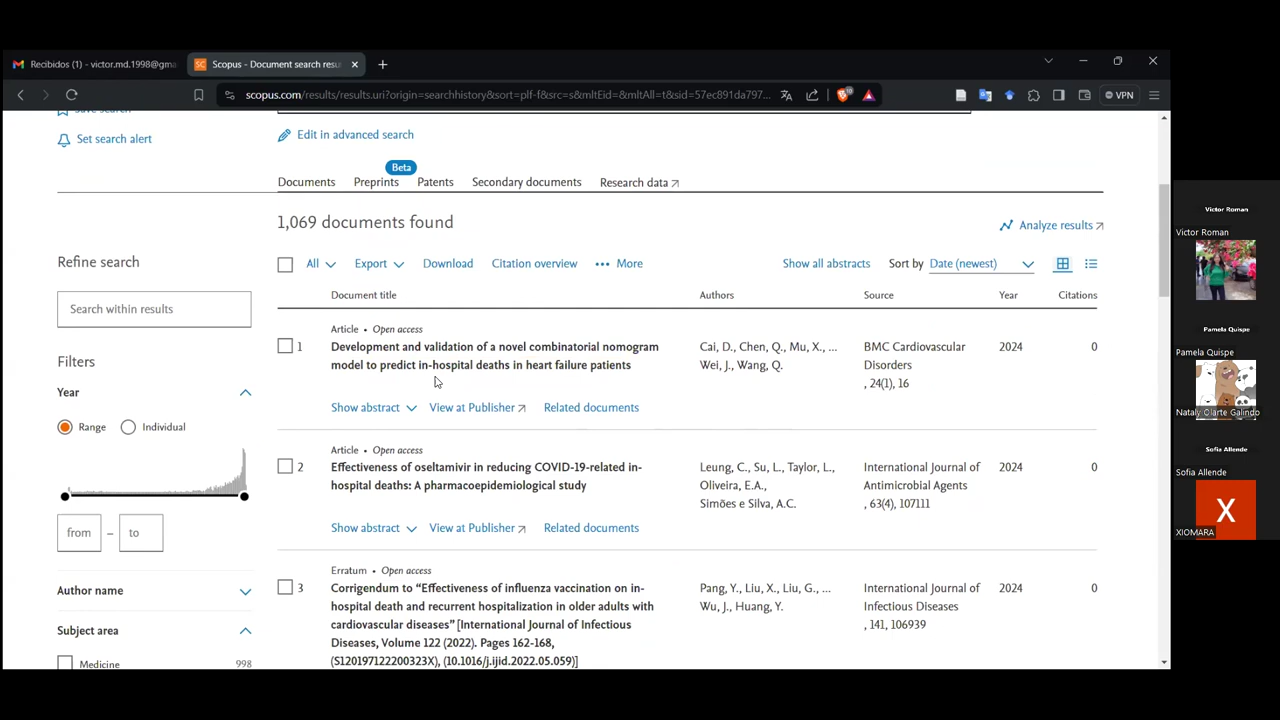 Recibidos (1) - victor.md.1998@gma
Scopus - Document search resu
scopus.com/results/results.uri?origin=searchhistory&sort=plf-f&src=s&mltEid=&mltAll=t&sid=57ec891da797...
VPN
Set search alert
Edit in advanced search
Beta
Documents Preprints Patents Secondary documents Research data
1,069 documents found
Analyze results
Refine search
All Export Download Citation overview More Show all abstracts Sort by Date (newest)
Search within results
Document title Authors Source Year Citations
Filters
Year
Range Individual
from – to
Author name
Subject area
Medicine 998
Article • Open access
1 Development and validation of a novel combinatorial nomogram Cai, D., Chen, Q., Mu, X., ... BMC Cardiovascular 2024 0
model to predict in-hospital deaths in heart failure patients Wei, J., Wang, Q. Disorders
, 24(1), 16
Show abstract View at Publisher Related documents
Article • Open access
2 Effectiveness of oseltamivir in reducing COVID-19-related in- Leung, C., Su, L., Taylor, L., International Journal of 2024 0
hospital deaths: A pharmacoepidemiological study Oliveira, E.A., Antimicrobial Agents
Simões e Silva, A.C. , 63(4), 107111
Show abstract View at Publisher Related documents
Erratum • Open access
3 Corrigendum to “Effectiveness of influenza vaccination on in- Pang, Y., Liu, X., Liu, G., ... International Journal of 2024 0
hospital death and recurrent hospitalization in older adults with Wu, J., Huang, Y. Infectious Diseases
cardiovascular diseases” [International Journal of Infectious , 141, 106939
Diseases, Volume 122 (2022). Pages 162-168,
(S120197122200323X), (10.1016/j.ijid.2022.05.059)]
Victor Roman
Victor Roman
Pamela Quispe
Pamela Quispe
Nataly Olarte Galindo
Sofia Allende
Sofia Allende
X
XIOMARA